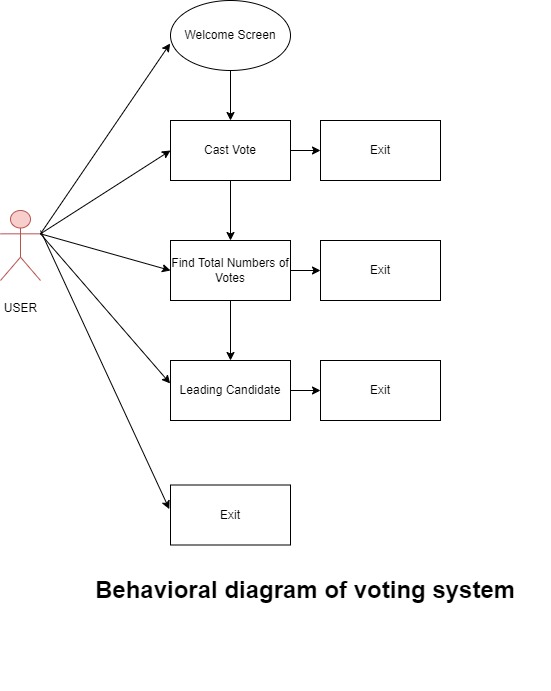 Welcome Screen
Cast Vote
Exit
Find Total Numbers of
Votes
Exit
USER
Leading Candidate
Exit
Exit
Behavioral diagram of voting system